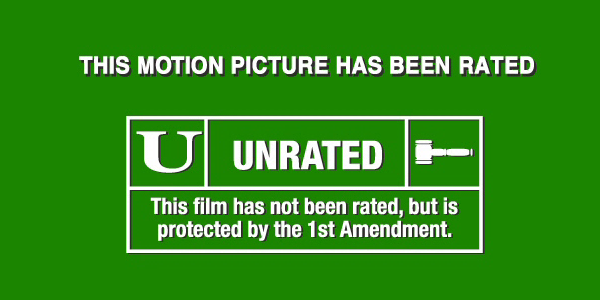 THIS MOTION PICTURE HAS BEEN RATED
U
UNRATED
This film has not been rated, but is
protected by the 1st Amendment.